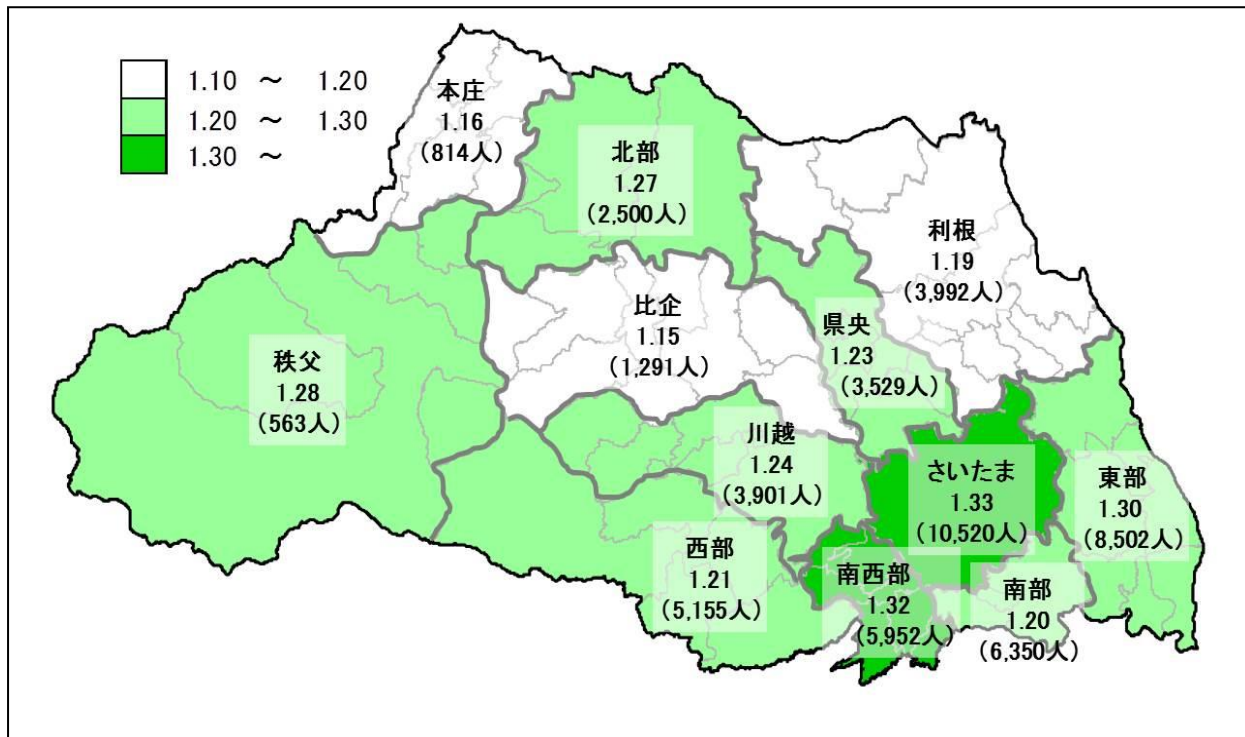 1.10 ～ 1.20
1.20 ～ 1.30
1.30 ～
本庄
1.16
(814人)
北部
1.27
(2,500人)
利根
1.19
(3,992人)
比企
1.15
(1,291人)
県央
1.23
(3,529人)
秩父
1.28
(563人)
川越
1.24
(3,901人)
さいたま
1.33
(10,520人)
東部
1.30
(8,502人)
西部
1.21
(5,155人)
南西部
1.32
(5,952人)
南部
1.20
(6,350人)